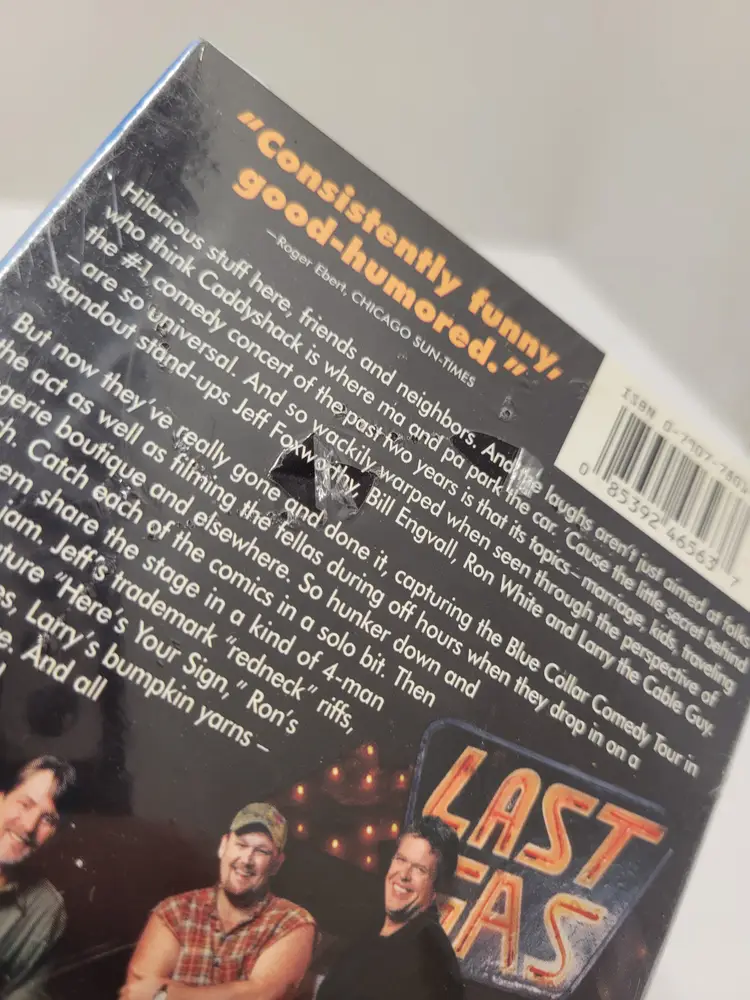 "Consistently funny,
good-humored."
—Roger Ebert, CHICAGO SUN-TIMES
Hilarious stuff here, friends and neighbors. And the laughs aren't just aimed at folks
who think Caddyshack is where ma and pa park the car. 'Cause the little secret behind
the #1 comedy concert of the past two years is that its topics – marriage, kids, traveling
– are so universal. And so wackily warped when seen through the perspective of
standout stand-ups Jeff Foxworthy, Bill Engvall, Ron White and Larry the Cable Guy.
But now they've really gone and done it, capturing the Blue Collar Comedy Tour in
the act as well as filming the fellas during off hours when they drop in on a
gerie boutique and elsewhere. So hunker down and
h. Catch each of the comics in a solo bit. Then
em share the stage in a kind of 4-man
jam. Jeff's trademark "redneck" riffs,
ture "Here's Your Sign," Ron's
es, Larry's bumpkin yarns –
e. And all
ISBN 0-7907-7401
0 85392 46563 7
LAST
GAS